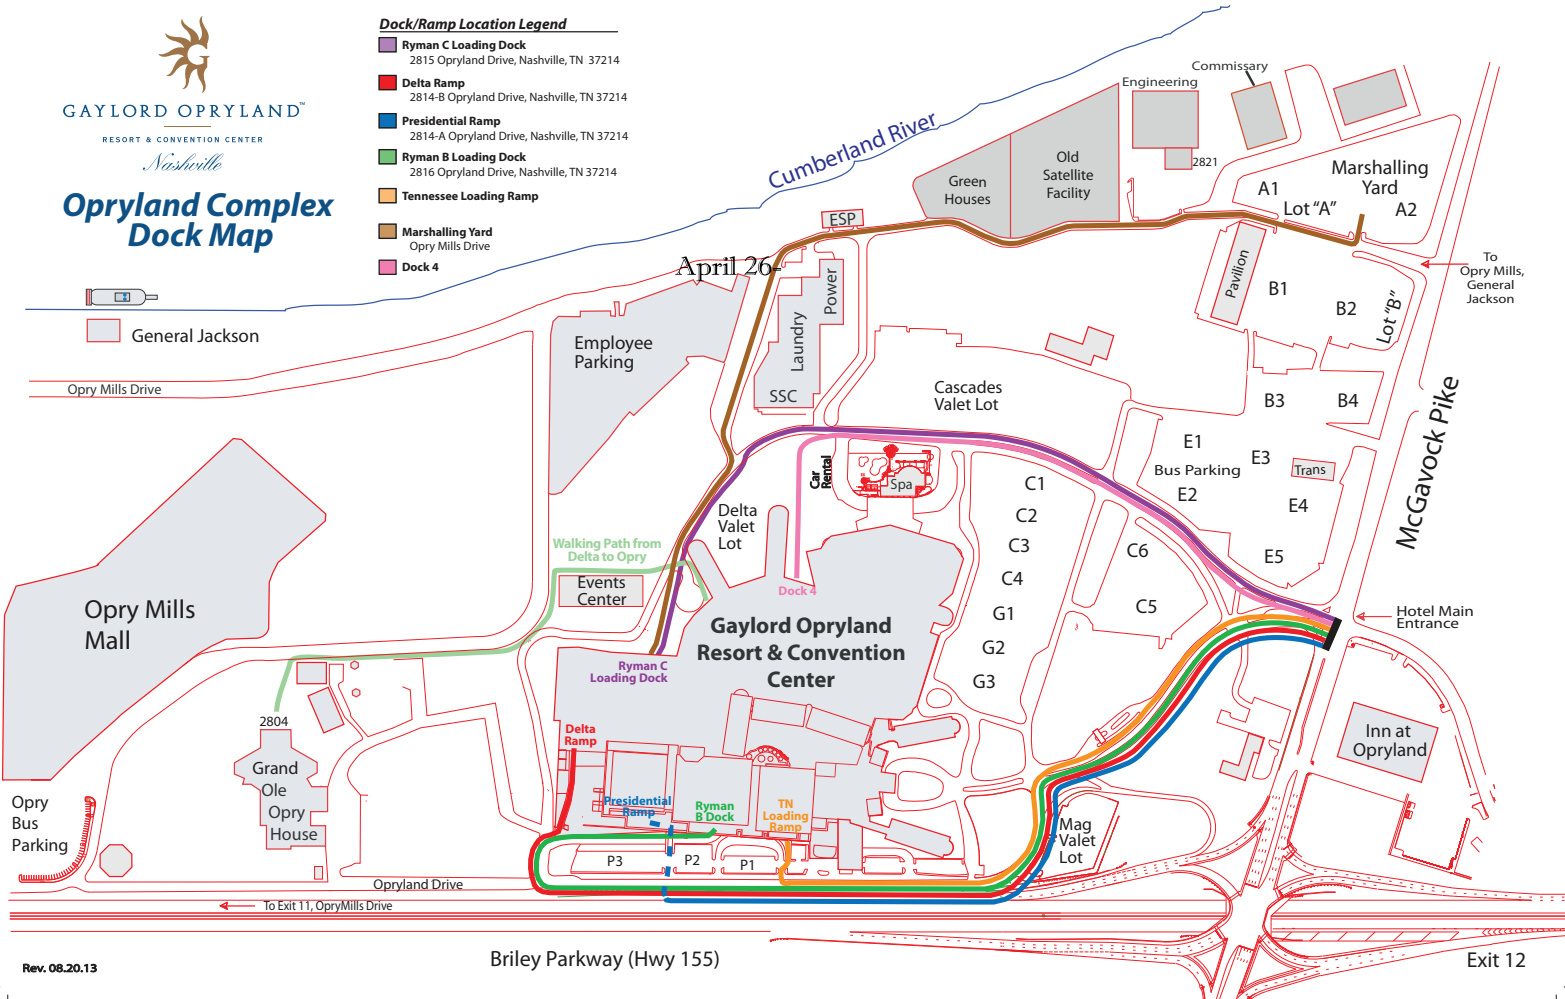 GAYLORD OPRYLAND™
RESORT & CONVENTION CENTER
Nashville
Opryland Complex
Dock Map
Dock/Ramp Location Legend
Ryman C Loading Dock
2815 Opryland Drive, Nashville, TN 37214
Delta Ramp
2814-B Opryland Drive, Nashville, TN 37214
Presidential Ramp
2814-A Opryland Drive, Nashville, TN 37214
Ryman B Loading Dock
2816 Opryland Drive, Nashville, TN 37214
Tennessee Loading Ramp
Marshalling Yard
Opry Mills Drive
Dock 4
Cumberland River
Commissary
Engineering
2821
Old
Satellite
Facility
Green
Houses
Marshalling
Yard
A1
Lot “A”
A2
ESP
April 26-
To
Opry Mills,
General
Jackson
Pavilion
B1
B2
Lot “B”
General Jackson
Power
Laundry
SSC
Employee
Parking
Opry Mills Drive
Cascades
Valet Lot
B3
B4
McGavock Pike
E1
Bus Parking
E2
E3
Trans
E4
E5
Car
Rental
Spa
C1
C2
C3
C4
G1
G2
G3
C6
C5
Delta
Valet
Lot
Walking Path from
Delta to Opry
Events
Center
Dock 4
Opry Mills
Mall
Gaylord Opryland
Resort & Convention
Center
Hotel Main
Entrance
Ryman C
Loading Dock
2804
Delta
Ramp
Inn at
Opryland
Grand
Ole
Opry
House
Opry
Bus
Parking
Presidential
Ramp
Ryman
B Dock
TN
Loading
Ramp
Mag
Valet
Lot
P3
P2
P1
Opryland Drive
To Exit 11, OpryMills Drive
Briley Parkway (Hwy 155)
Exit 12
Rev. 08.20.13